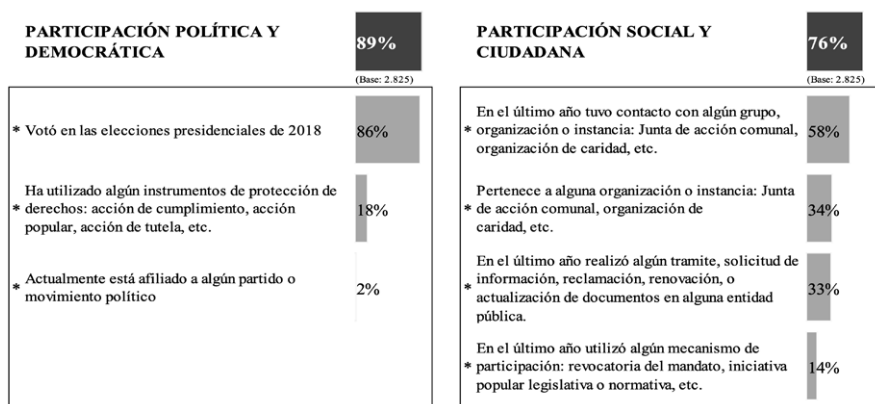 PARTICIPACIÓN POLÍTICA Y
DEMOCRÁTICA
89%
(Base: 2.825)
* Votó en las elecciones presidenciales de 2018
86%
Ha utilizado algún instrumentos de protección de
* derechos: acción de cumplimiento, acción
popular, acción de tutela, etc.
18%
* Actualmente está afiliado a algún partido o
movimiento político
2%
PARTICIPACIÓN SOCIAL Y
CIUDADANA
76%
(Base: 2.825)
En el último año tuvo contacto con algún grupo,
* organización o instancia: Junta de acción comunal,
organización de caridad, etc.
58%
Pertenece a alguna organización o instancia: Junta
* de acción comunal, organización de
caridad, etc.
34%
En el último año realizó algún tramite, solicitud de
* información, reclamación, renovación, o
actualización de documentos en alguna entidad
pública.
33%
En el último año utilizó algún mecanismo de
* participación: revocatoria del mandato, iniciativa
popular legislativa o normativa, etc.
14%